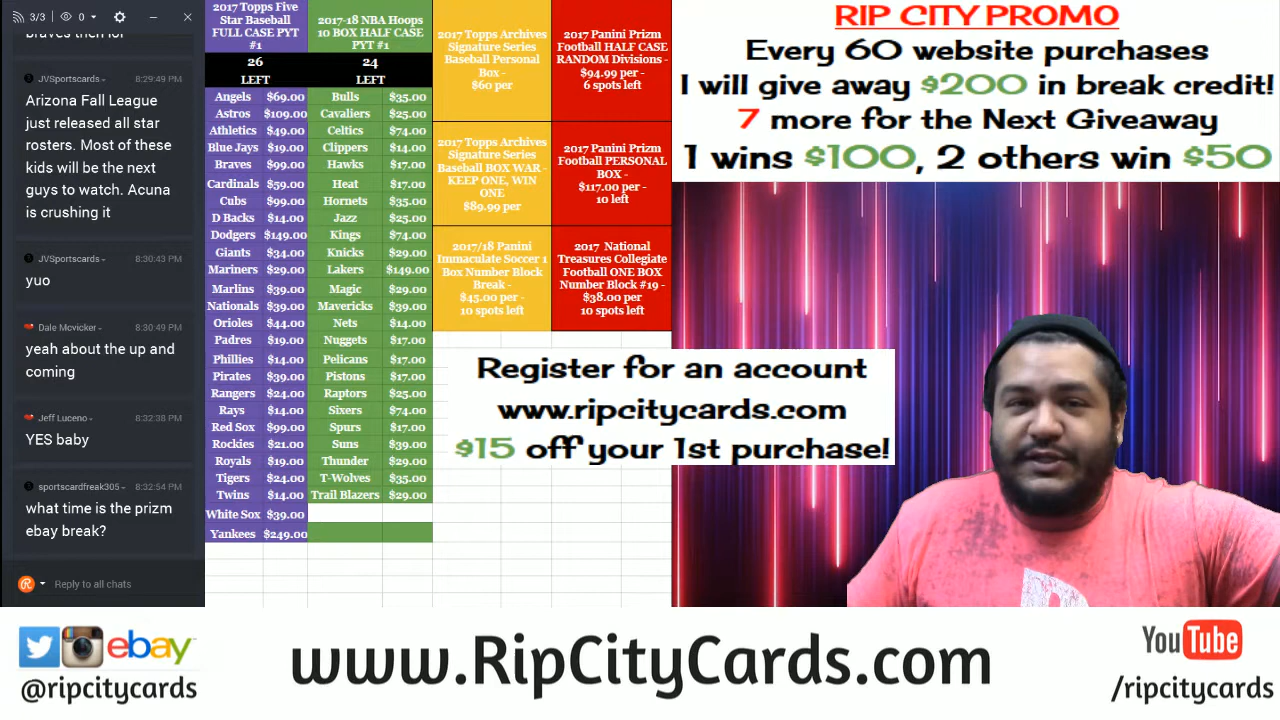 3/3 0
braves then for
JVSportscards 8:29:49 PM
Arizona Fall League
just released all star
rosters. Most of these
kids will be the next
guys to watch. Acuna
is crushing it
JVSportscards 8:30:43 PM
yuo
Dale Mcvicker 8:30:49 PM
yeah about the up and
coming
Jeff Luceno 8:32:38 PM
YES baby
sportscardfreak305 8:32:54 PM
what time is the prizm
ebay break?
Reply to all chats
2017 Topps Five
Star Baseball
FULL CASE PYT
#1
26
LEFT
Angels $69.00
Astros $109.00
Athletics $49.00
Blue Jays $19.00
Braves $99.00
Cardinals $59.00
Cubs $99.00
D Backs $14.00
Dodgers $149.00
Giants $34.00
Mariners $29.00
Marlins $39.00
Nationals $39.00
Orioles $44.00
Padres $19.00
Phillies $14.00
Pirates $39.00
Rangers $24.00
Rays $14.00
Red Sox $99.00
Rockies $21.00
Royals $19.00
Tigers $24.00
Twins $14.00
White Sox $39.00
Yankees $249.00
2017-18 NBA Hoops
10 BOX HALF CASE
PYT #1
24
LEFT
Bulls $35.00
Cavaliers $25.00
Celtics $74.00
Clippers $14.00
Hawks $17.00
Heat $17.00
Hornets $35.00
Jazz $25.00
Kings $74.00
Knicks $29.00
Lakers $149.00
Magic $29.00
Mavericks $39.00
Nets $14.00
Nuggets $17.00
Pelicans $17.00
Pistons $17.00
Raptors $25.00
Sixers $74.00
Spurs $17.00
Suns $39.00
Thunder $29.00
T-Wolves $35.00
Trail Blazers $29.00
2017 Topps Archives
Signature Series
Baseball Personal
Box -
$60 per
2017 Topps Archives
Signature Series
Baseball BOX WAR -
KEEP ONE, WIN
ONE
$89.99 per
2017/18 Panini
Immaculate Soccer 1
Box Number Block
Break -
$45.00 per -
10 spots left
2017 Panini Prizm
Football HALF CASE
RANDOM Divisions -
$94.99 per -
6 spots left
2017 Panini Prizm
Football PERSONAL
BOX -
$117.00 per -
10 left
2017 National
Treasures Collegiate
Football ONE BOX
Number Block #19 -
$38.00 per
10 spots left
RIP CITY PROMO
Every 60 website purchases
I will give away $200 in break credit!
7 more for the Next Giveaway
1 wins $100, 2 others win $50
Register for an account
www.ripcitycards.com
$15 off your 1st purchase!
ebay
@ripcitycards
www.RipCityCards.com
YouTube
/ripcitycards